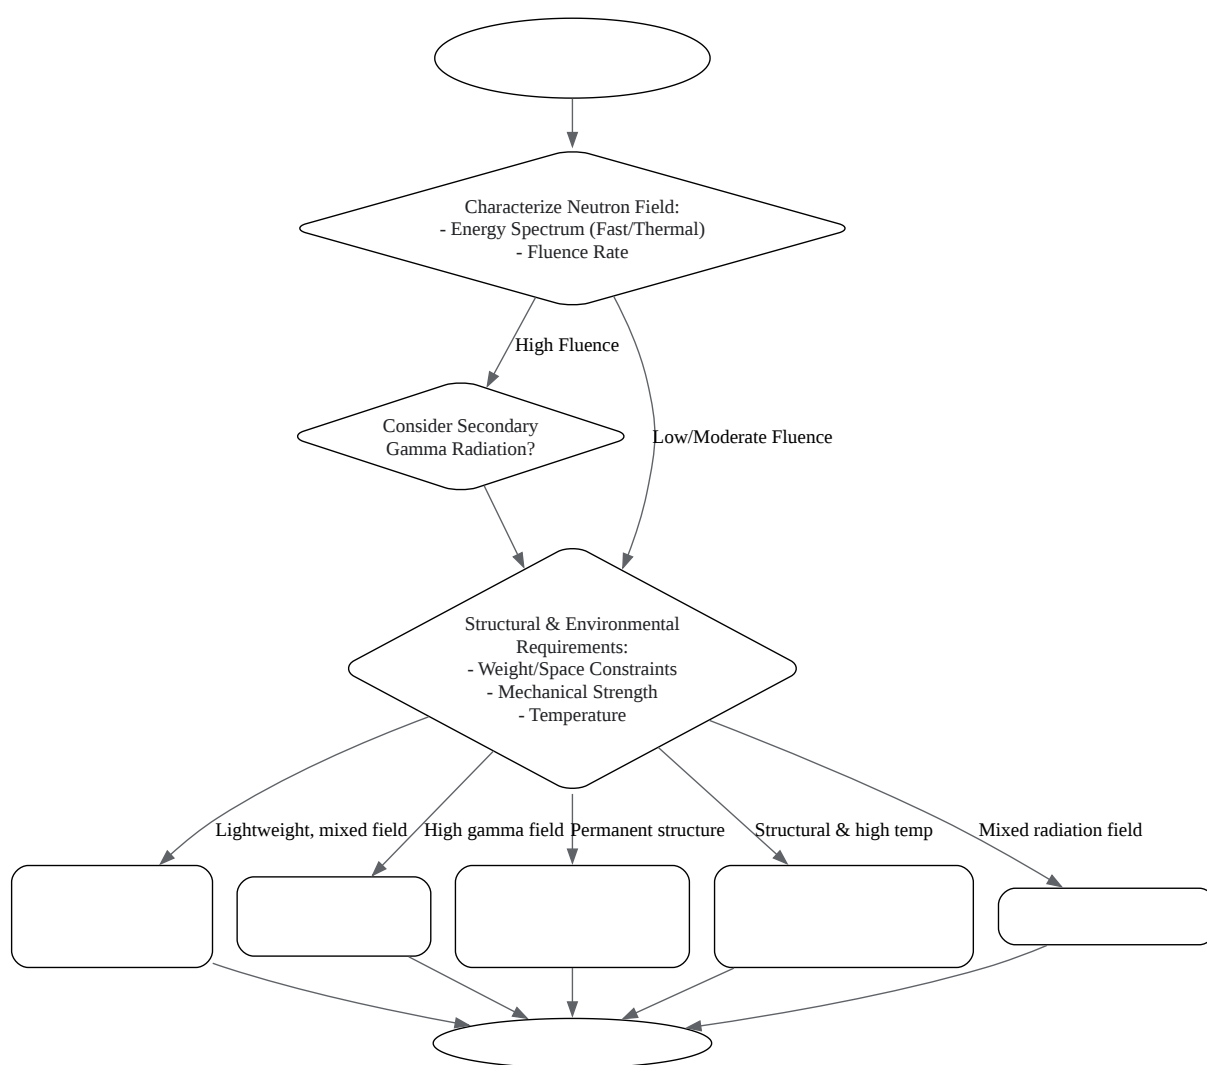 Characterize Neutron Field:
- Energy Spectrum (Fast/Thermal)
- Fluence Rate
High Fluence
Consider Secondary
Gamma Radiation?
Low/Moderate Fluence
Structural & Environmental
Requirements:
- Weight/Space Constraints
- Mechanical Strength
- Temperature
Lightweight, mixed field
High gamma field
Permanent structure
Structural & high temp
Mixed radiation field